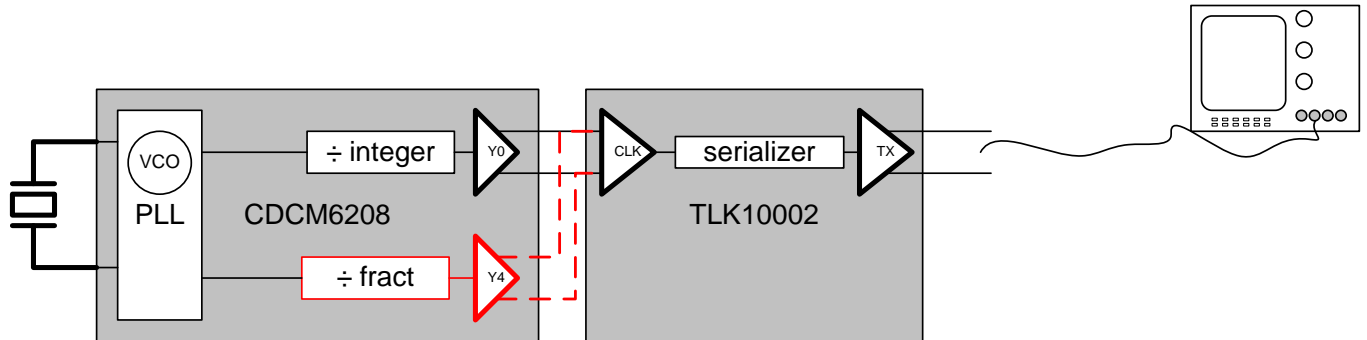 VCO
÷ integer
Y0
CLK
serializer
TX
PLL
CDCM6208
TLK10002
÷ fract
Y4